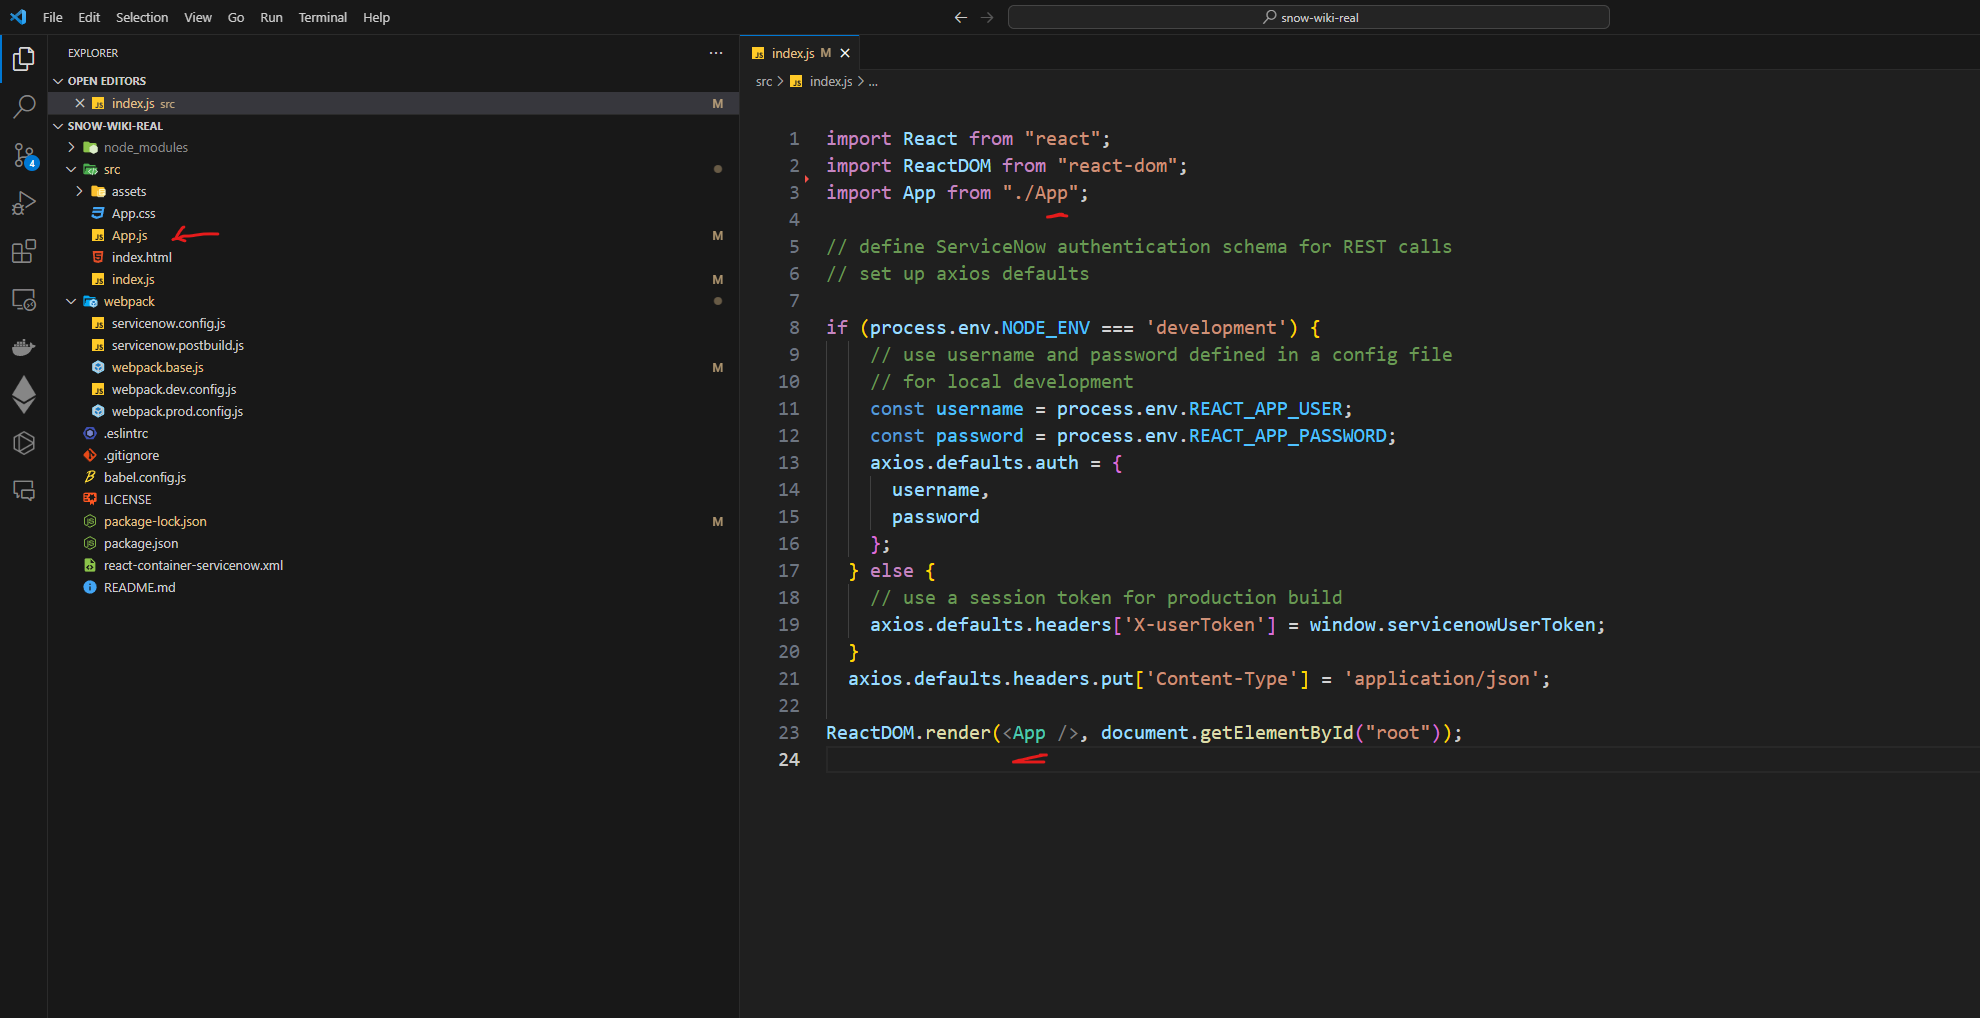 File Edit Selection View Go Run Terminal Help
snow-wiki-real
EXPLORER
OPEN EDITORS
index.js src M
SNOW-WIKI-REAL
node_modules
src
assets
App.css
App.js M
index.html
index.js M
webpack
servicenow.config.js
servicenow.postbuild.js
webpack.base.js M
webpack.dev.config.js
webpack.prod.config.js
.eslintrc
.gitignore
babel.config.js
LICENSE
package-lock.json M
package.json
react-container-servicenow.xml
README.md
4
JS index.js M
src > JS index.js > ...
1 import React from "react";
2 import ReactDOM from "react-dom";
3 import App from "./App";
4
5 // define ServiceNow authentication schema for REST calls
6 // set up axios defaults
7
8 if (process.env.NODE_ENV === 'development') {
9 // use username and password defined in a config file
10 // for local development
11 const username = process.env.REACT_APP_USER;
12 const password = process.env.REACT_APP_PASSWORD;
13 axios.defaults.auth = {
14 username,
15 password
16 };
17 } else {
18 // use a session token for production build
19 axios.defaults.headers['X-userToken'] = window.servicenowUserToken;
20 }
21 axios.defaults.headers.put['Content-Type'] = 'application/json';
22
23 ReactDOM.render(<App />, document.getElementById("root"));
24